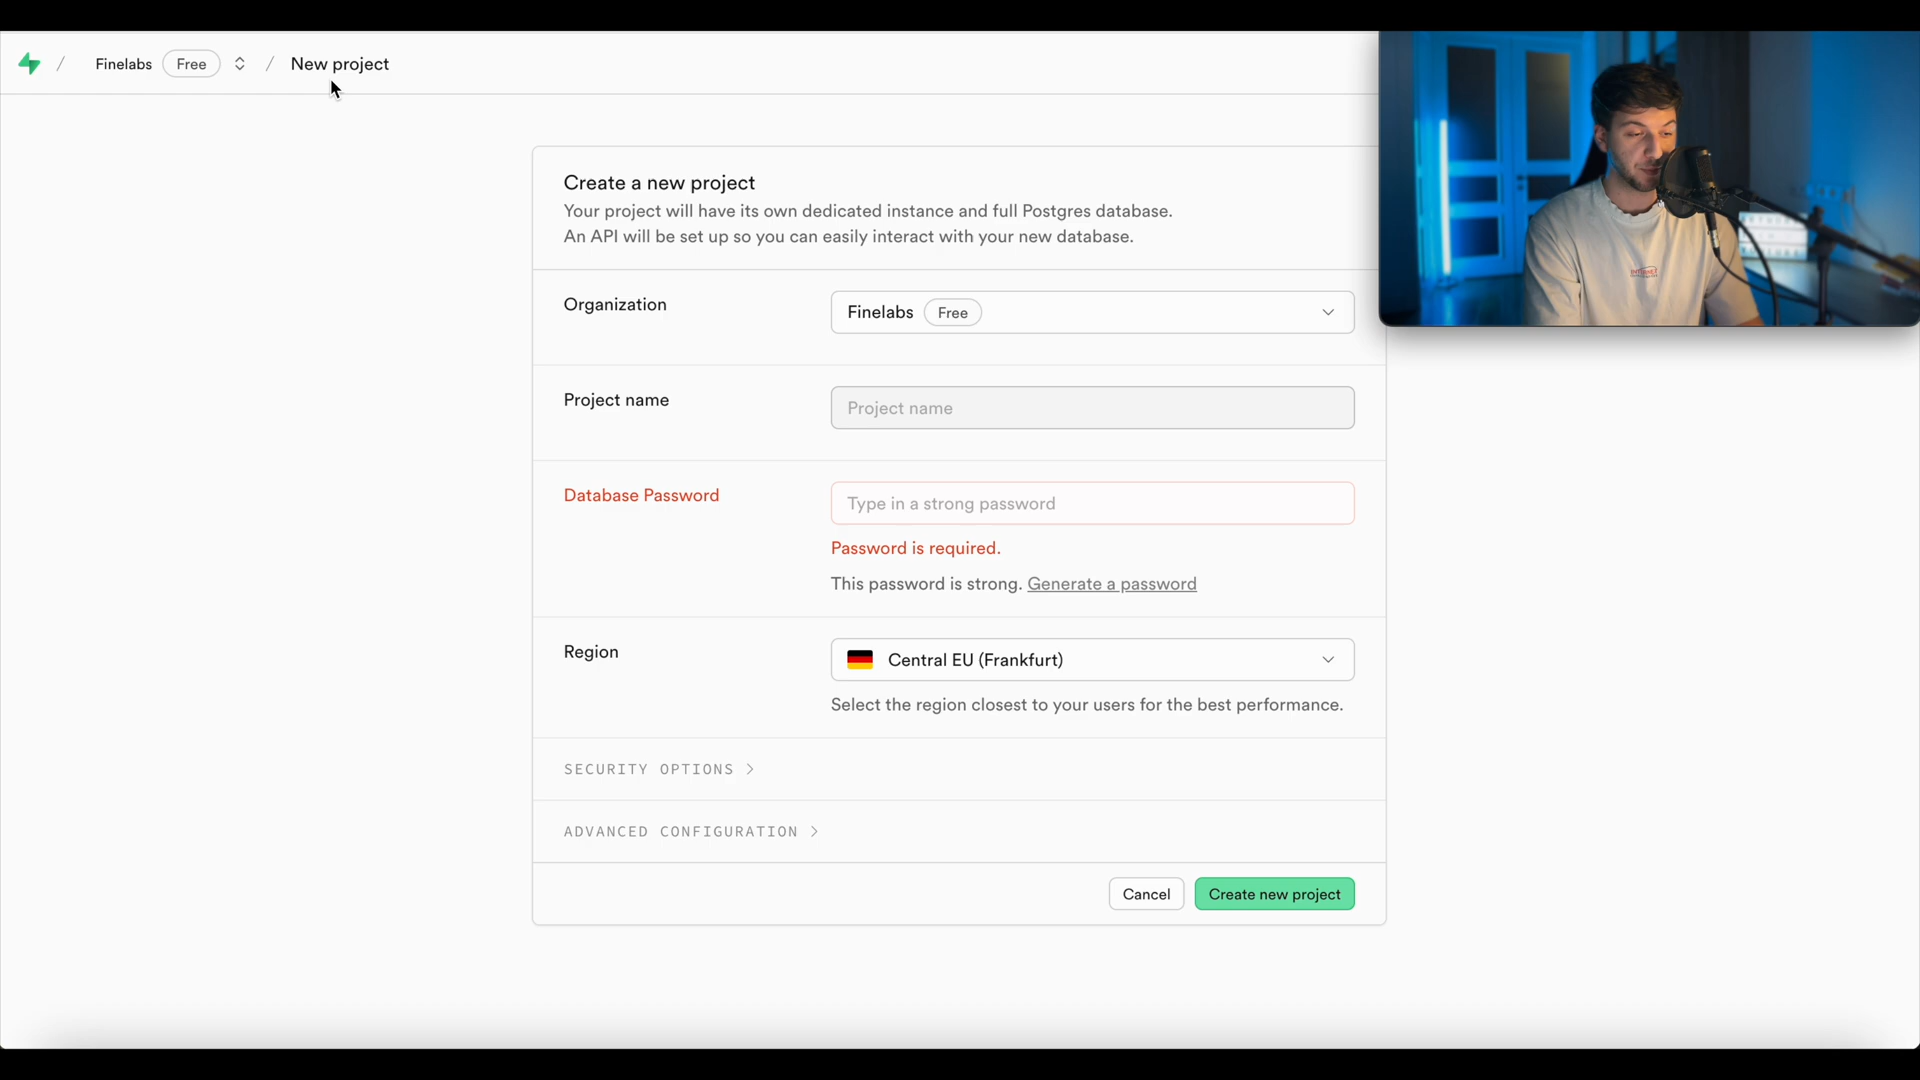 / Finelabs Free / New project
Create a new project
Your project will have its own dedicated instance and full Postgres database.
An API will be set up so you can easily interact with your new database.
Organization
Finelabs Free
Project name
Project name
Database Password
Type in a strong password
Password is required.
This password is strong. Generate a password
Region
Central EU (Frankfurt)
Select the region closest to your users for the best performance.
SECURITY OPTIONS >
ADVANCED CONFIGURATION >
Cancel
Create new project